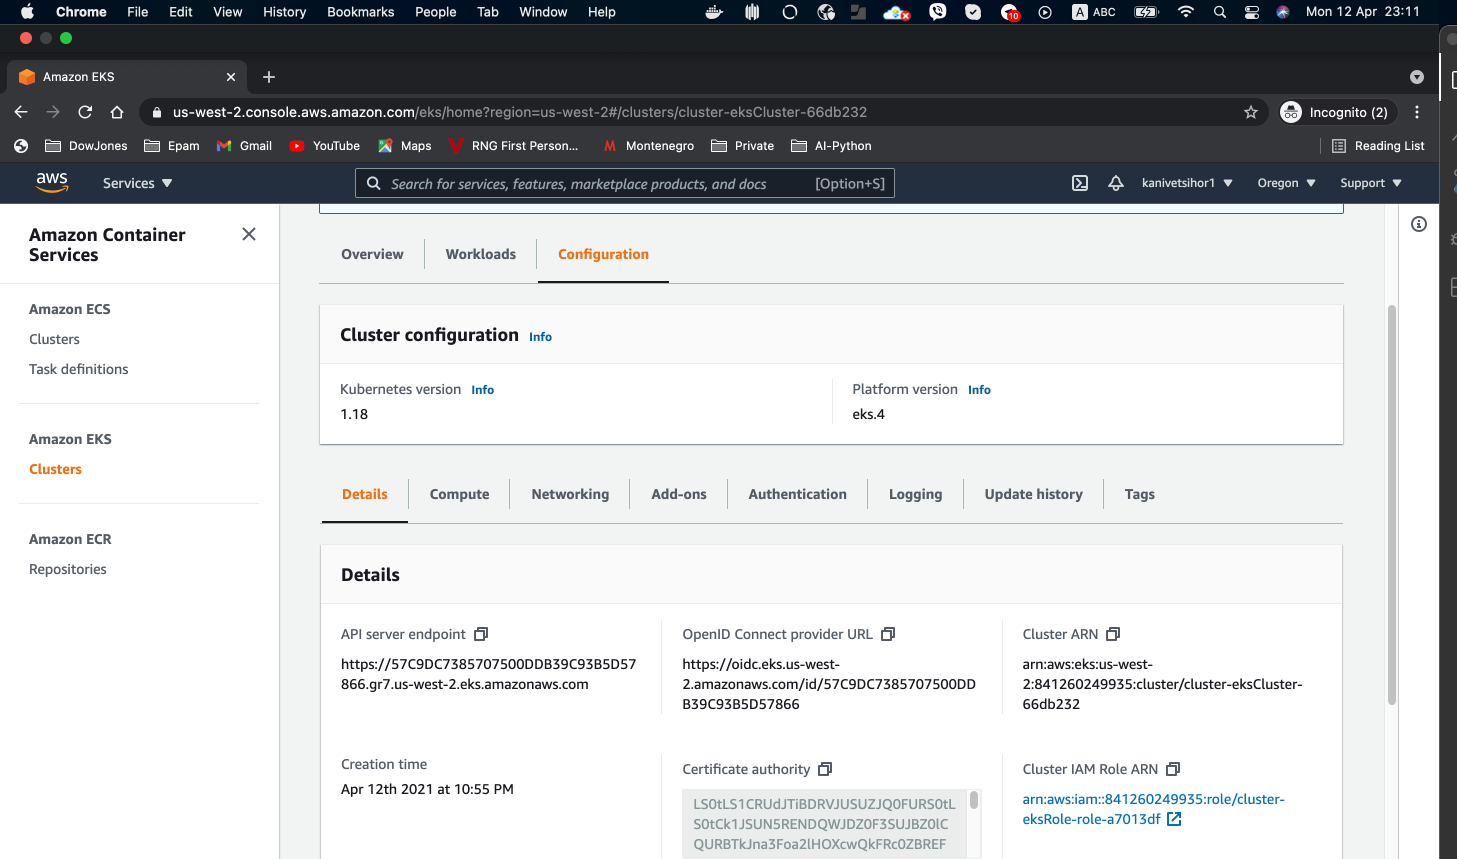 Chrome File Edit View History Bookmarks People Tab Window Help 10 A ABC Mon 12 Apr 23:11
Amazon EKS
us-west-2.console.aws.amazon.com/eks/home?region=us-west-2#/clusters/cluster-eksCluster-66db232 Incognito (2)
DowJones Epam Gmail YouTube Maps RNG First Person... M Montenegro Private AI-Python Reading List
aws Services Search for services, features, marketplace products, and docs [Option+S] kanivetsihor1 Oregon Support
Amazon Container
Services
Amazon ECS
Clusters
Task definitions
Amazon EKS
Clusters
Amazon ECR
Repositories
Overview Workloads Configuration
Cluster configuration Info
Kubernetes version Info
1.18
Platform version Info
eks.4
Details Compute Networking Add-ons Authentication Logging Update history Tags
Details
API server endpoint
https://57C9DC7385707500DDB39C93B5D57
866.gr7.us-west-2.eks.amazonaws.com
OpenID Connect provider URL
https://oidc.eks.us-west-
2.amazonaws.com/id/57C9DC7385707500DD
B39C93B5D57866
Cluster ARN
arn:aws:eks:us-west-
2:841260249935:cluster/cluster-eksCluster-
66db232
Creation time
Apr 12th 2021 at 10:55 PM
Certificate authority
LS0tLS1CRUdJTiBDRVJUSUZJQ0FURS0tL
S0tCk1JSUN5RENDQWJDZ0F3SUJBZ0lC
QURBTkJna3Foa2lHOXcwQkFRc0ZBREF
Cluster IAM Role ARN
arn:aws:iam::841260249935:role/cluster-
eksRole-role-a7013df